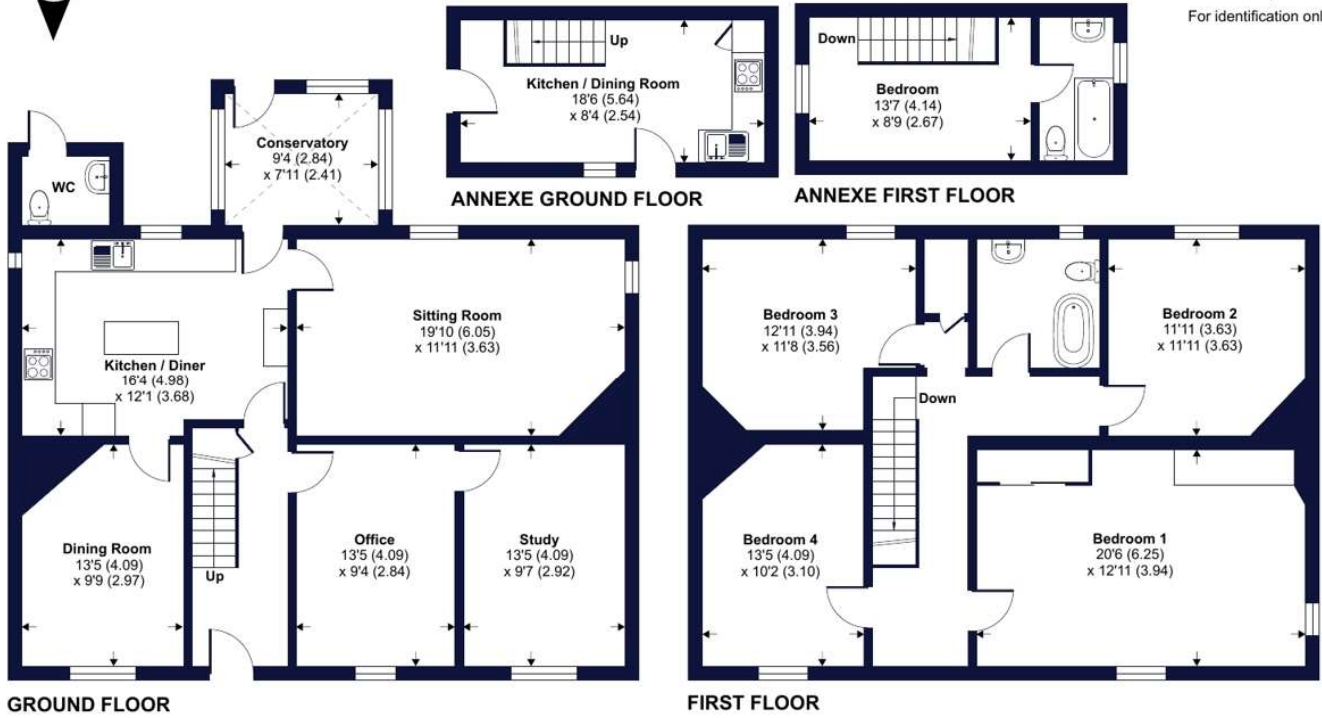 For identification onl
Up
Kitchen / Dining Room
18'6 (5.64)
x 8'4 (2.54)
ANNEXE GROUND FLOOR
Down
Bedroom
13'7 (4.14)
x 8'9 (2.67)
ANNEXE FIRST FLOOR
Conservatory
9'4 (2.84)
x 7'11 (2.41)
WC
Kitchen / Diner
16'4 (4.98)
x 12'1 (3.68)
Sitting Room
19'10 (6.05)
x 11'11 (3.63)
Dining Room
13'5 (4.09)
x 9'9 (2.97)
Up
Office
13'5 (4.09)
x 9'4 (2.84)
Study
13'5 (4.09)
x 9'7 (2.92)
GROUND FLOOR
Bedroom 3
12'11 (3.94)
x 11'8 (3.56)
Bedroom 2
11'11 (3.63)
x 11'11 (3.63)
Down
Bedroom 4
13'5 (4.09)
x 10'2 (3.10)
Bedroom 1
20'6 (6.25)
x 12'11 (3.94)
FIRST FLOOR